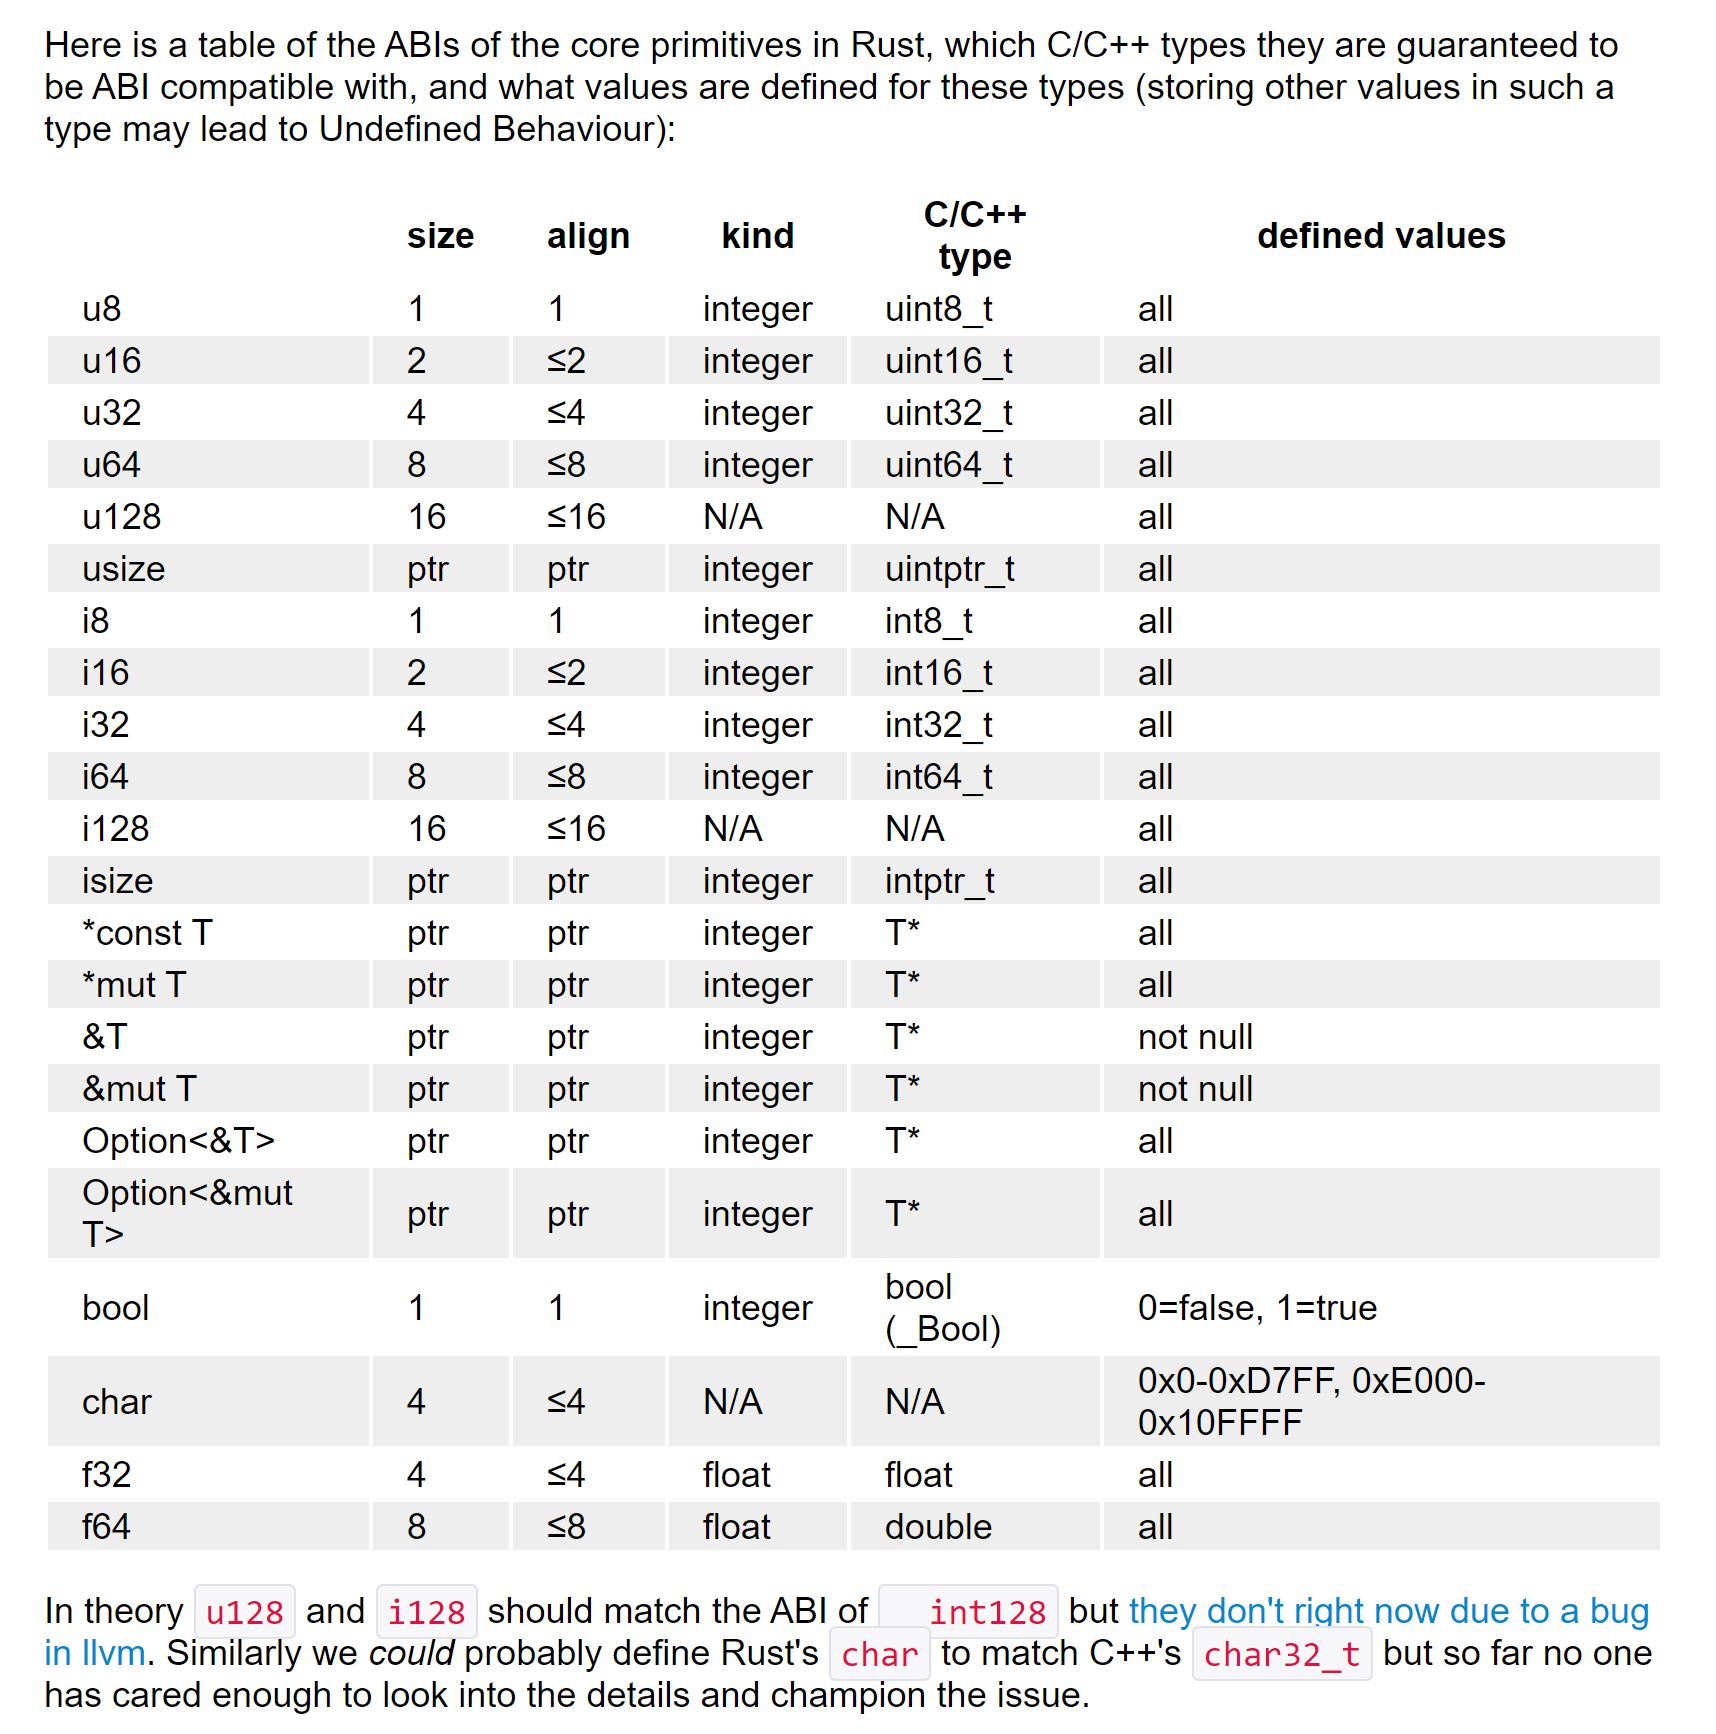 Here is a table of the ABIs of the core primitives in Rust, which C/C++ types they are guaranteed to
be ABI compatible with, and what values are defined for these types (storing other values in such a
type may lead to Undefined Behaviour):
size align kind C/C++ type defined values
u8 1 1 integer uint8_t all
u16 2 ≤2 integer uint16_t all
u32 4 ≤4 integer uint32_t all
u64 8 ≤8 integer uint64_t all
u128 16 ≤16 N/A N/A all
usize ptr ptr integer uintptr_t all
i8 1 1 integer int8_t all
i16 2 ≤2 integer int16_t all
i32 4 ≤4 integer int32_t all
i64 8 ≤8 integer int64_t all
i128 16 ≤16 N/A N/A all
isize ptr ptr integer intptr_t all
*const T ptr ptr integer T* all
*mut T ptr ptr integer T* all
&T ptr ptr integer T* not null
&mut T ptr ptr integer T* not null
Option<&T> ptr ptr integer T* all
Option<&mut T> ptr ptr integer T* all
bool 1 1 integer bool (_Bool) 0=false, 1=true
char 4 ≤4 N/A N/A 0x0-0xD7FF, 0xE000-0x10FFFF
f32 4 ≤4 float float all
f64 8 ≤8 float double all
In theory u128 and i128 should match the ABI of int128 but they don't right now due to a bug
in llvm. Similarly we could probably define Rust's char to match C++'s char32_t but so far no one
has cared enough to look into the details and champion the issue.